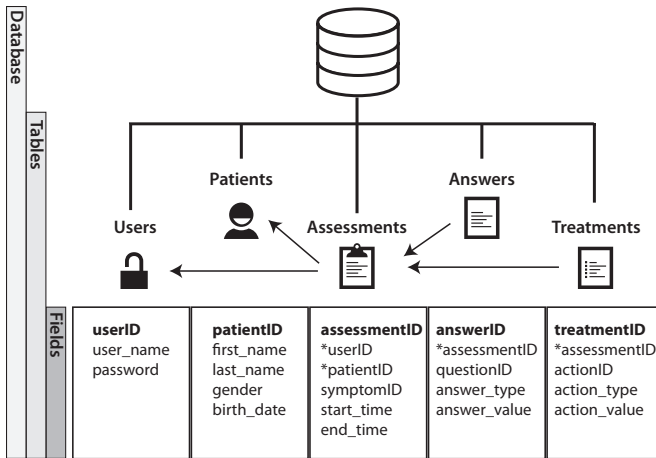 Database
Tables
Fields
Patients
Answers
Users
Assessments
Treatments
userID
user_name
password
patientID
first_name
last_name
gender
birth_date
assessmentID
*userID
*patientID
symptomID
start_time
end_time
answerID
*assessmentID
questionID
answer_type
answer_value
treatmentID
*assessmentID
actionID
action_type
action_value